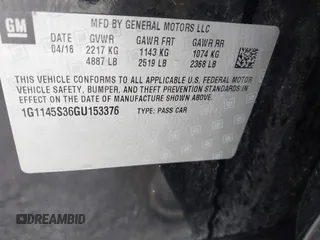 GM
MFD BY GENERAL MOTORS LLC
DATE GVWR GAWR FRT GAWR RR
04/16 2217 KG 1143 KG 1074 KG
4887 LB 2519 LB 2368 LB
THIS VEHICLE CONFORMS TO ALL APPLICABLE U.S. FEDERAL MOTOR
VEHICLE SAFETY, BUMPER, AND THEFT PREVENTION STANDARDS IN
EFFECT ON THE DATE OF MANUFACTURE SHOWN ABOVE.
1G1145S36GU153376 TYPE: PASS CAR
DREAMBID